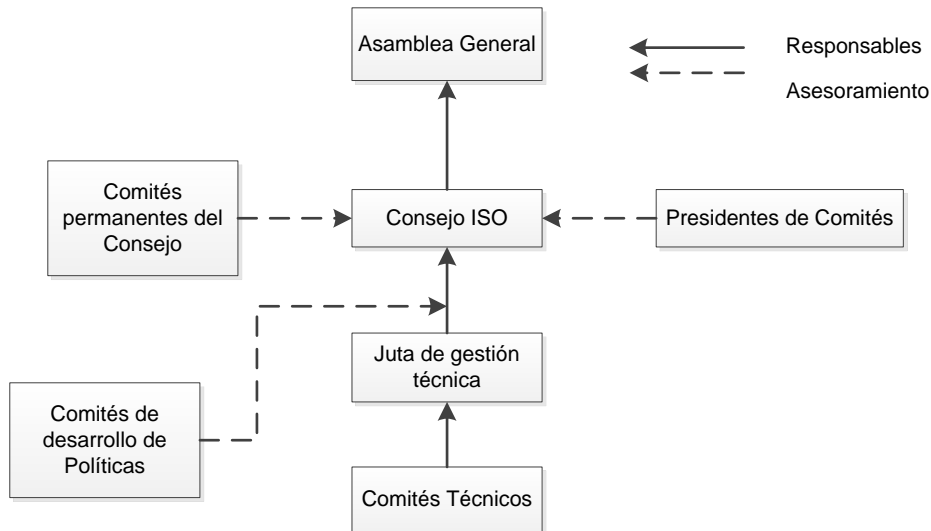 Asamblea General
Responsables
Asesoramiento
Comités
permanentes del
Consejo
Consejo ISO
Presidentes de Comités
Juta de gestión
técnica
Comités de
desarrollo de
Políticas
Comités Técnicos